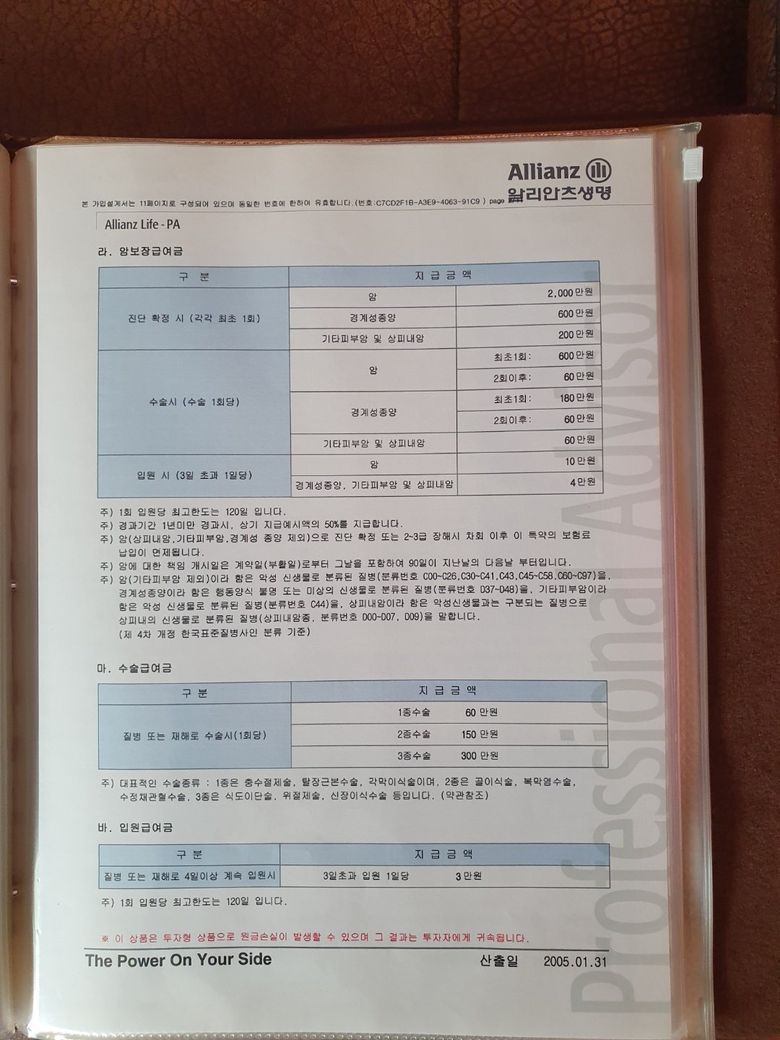 Allianz
알리안츠생명
본 가입설계서는 11페이지로 구성되어 있으며 동일한 번호에 한하여 유효합니다.(번호:C7CD2F1B-A3E9-4063-91C9 ) page
Allianz Life - PA
라. 암보장급여금
구 분 지 급 금 액
진단 확정 시 (각각 최초 1회) 암 2,000만원
경계성종양 600만원
기타피부암 및 상피내암 200만원
수술시 (수술 1회당) 암 최초1회: 600만원
2회이후: 60만원
경계성종양 최초1회: 180만원
2회이후: 60만원
기타피부암 및 상피내암 60만원
입원 시 (3일 초과 1일당) 암 10만원
경계성종양, 기타피부암 및 상피내암 4만원
주) 1회 입원당 최고한도는 120일 입니다.
주) 경과기간 1년미만 경과시, 상기 지급예시액의 50%를 지급합니다.
주) 암(상피내암,기타피부암,경계성 종양 제외)으로 진단 확정 또는 2-3급 장해시 차회 이후 이 특약의 보험료
납입이 면제됩니다.
주) 암에 대한 책임 개시일은 계약일(부활일)로부터 그날을 포함하여 90일이 지난날의 다음날 부터입니다.
주) 암(기타피부암 제외)이라 함은 악성 신생물로 분류된 질병(분류번호 C00~C26,C30~C41,C43,C45~C58,C60~C97)을,
경계성종양이라 함은 행동양식 불명 또는 미상의 신생물로 분류된 질병(분류번호 D37~D48)을, 기타피부암이라
함은 악성 신생물로 분류된 질병(분류번호 C44)을, 상피내암이라 함은 악성신생물과는 구분되는 질병으로
상피내의 신생물로 분류된 질병(상피내암종, 분류번호 D00~D07, D09)을 말합니다.
(제 4차 개정 한국표준질병사인 분류 기준)
마. 수술급여금
구 분 지 급 금 액
질병 또는 재해로 수술시(1회당) 1종수술 60 만원
2종수술 150 만원
3종수술 300 만원
주) 대표적인 수술종류 : 1종은 충수절제술, 탈장근본수술, 각막이식술이며, 2종은 골이식술, 복막염수술,
수정체관혈수술, 3종은 식도이단술, 위절제술, 신장이식수술 등입니다. (약관참조)
바. 입원급여금
구 분 지 급 금 액
질병 또는 재해로 4일이상 계속 입원시 3일초과 입원 1일당 3만원
주) 1회 입원당 최고한도는 120일 입니다.
※ 이 상품은 투자형 상품으로 원금손실이 발생할 수 있으며 그 결과는 투자자에게 귀속됩니다.
The Power On Your Side 산출일 2005.01.31
Professional Advisor